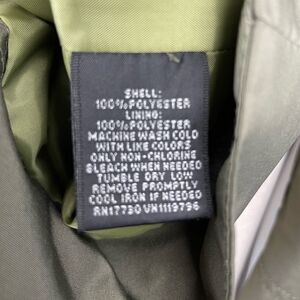 SHELL:
100%POLYESTER
LINING:
100%POLYESTER
MACHINE WASH COLD
WITH LIKE COLORS
ONLY NON-CHLORINE
BLEACH WHEN NEEDED
TUMBLE DRY LOW
REMOVE PROMPTLY
COOL IRON IF NEEDED
RN17730 VN1119796